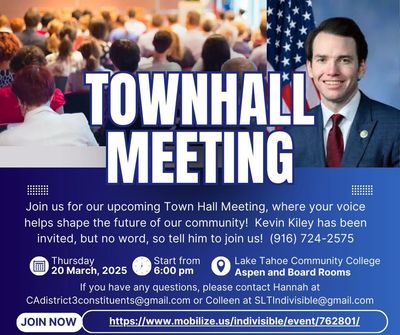 TOWNHALL
MEETING
Join us for our upcoming Town Hall Meeting, where your voice
helps shape the future of our community! Kevin Kiley has been
invited, but no word, so tell him to join us! (916) 724-2575
Thursday
20 March, 2025
Start from
6:00 pm
Lake Tahoe Community College
Aspen and Board Rooms
If you have any questions, please contact Hannah at
CAdistrict3constituents@gmail.com or Colleen at SLTIndivisible@gmail.com
JOIN NOW
https://www.mobilize.us/indivisible/event/762801/